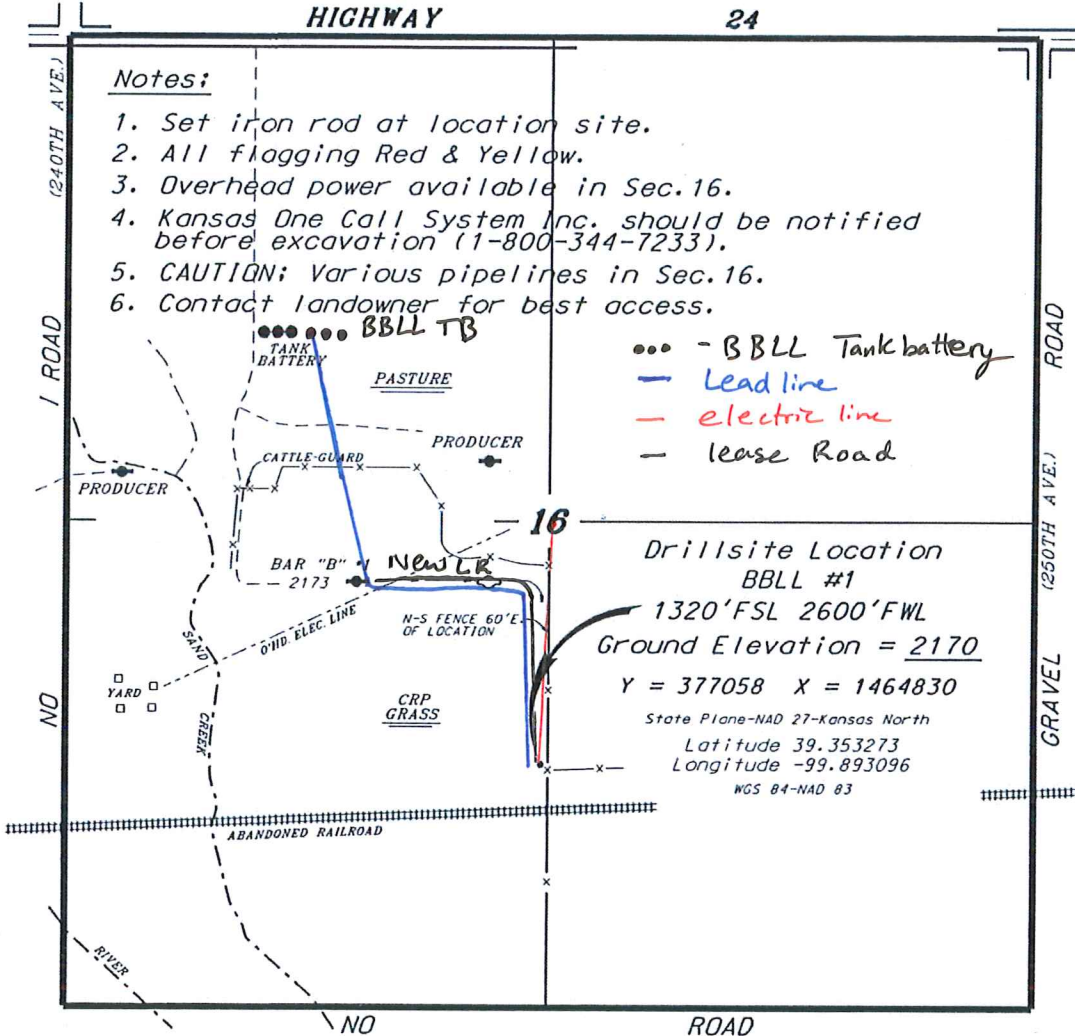 HIGHWAY 24
(240TH AVE.)
Notes:
1. Set iron rod at location site.
2. All flagging Red & Yellow.
3. Overhead power available in Sec.16.
4. Kansas One Call System Inc. should be notified
before excavation (1-800-344-7233).
5. CAUTION: Various pipelines in Sec.16.
6. Contact landowner for best access.
BBLL TB
TANK
BATTERY
PASTURE
••• - BBLL Tank battery
— Lead line
— electric line
— lease Road
I ROAD
ROAD
PRODUCER
CATTLE-GUARD
PRODUCER
(250TH AVE.)
16
BAR "B" 1
2173
New LR
N-S FENCE 60'E.
OF LOCATION
O'HD. ELEC. LINE
Drillsite Location
BBLL #1
1320'FSL 2600'FWL
Ground Elevation = 2170
Y = 377058 X = 1464830
State Plane-NAD 27-Kansas North
Latitude 39.353273
Longitude -99.893096
WGS 84-NAD 83
SAND
CREEK
YARD
CRP
GRASS
NO
GRAVEL
ABANDONED RAILROAD
RIVER
NO ROAD